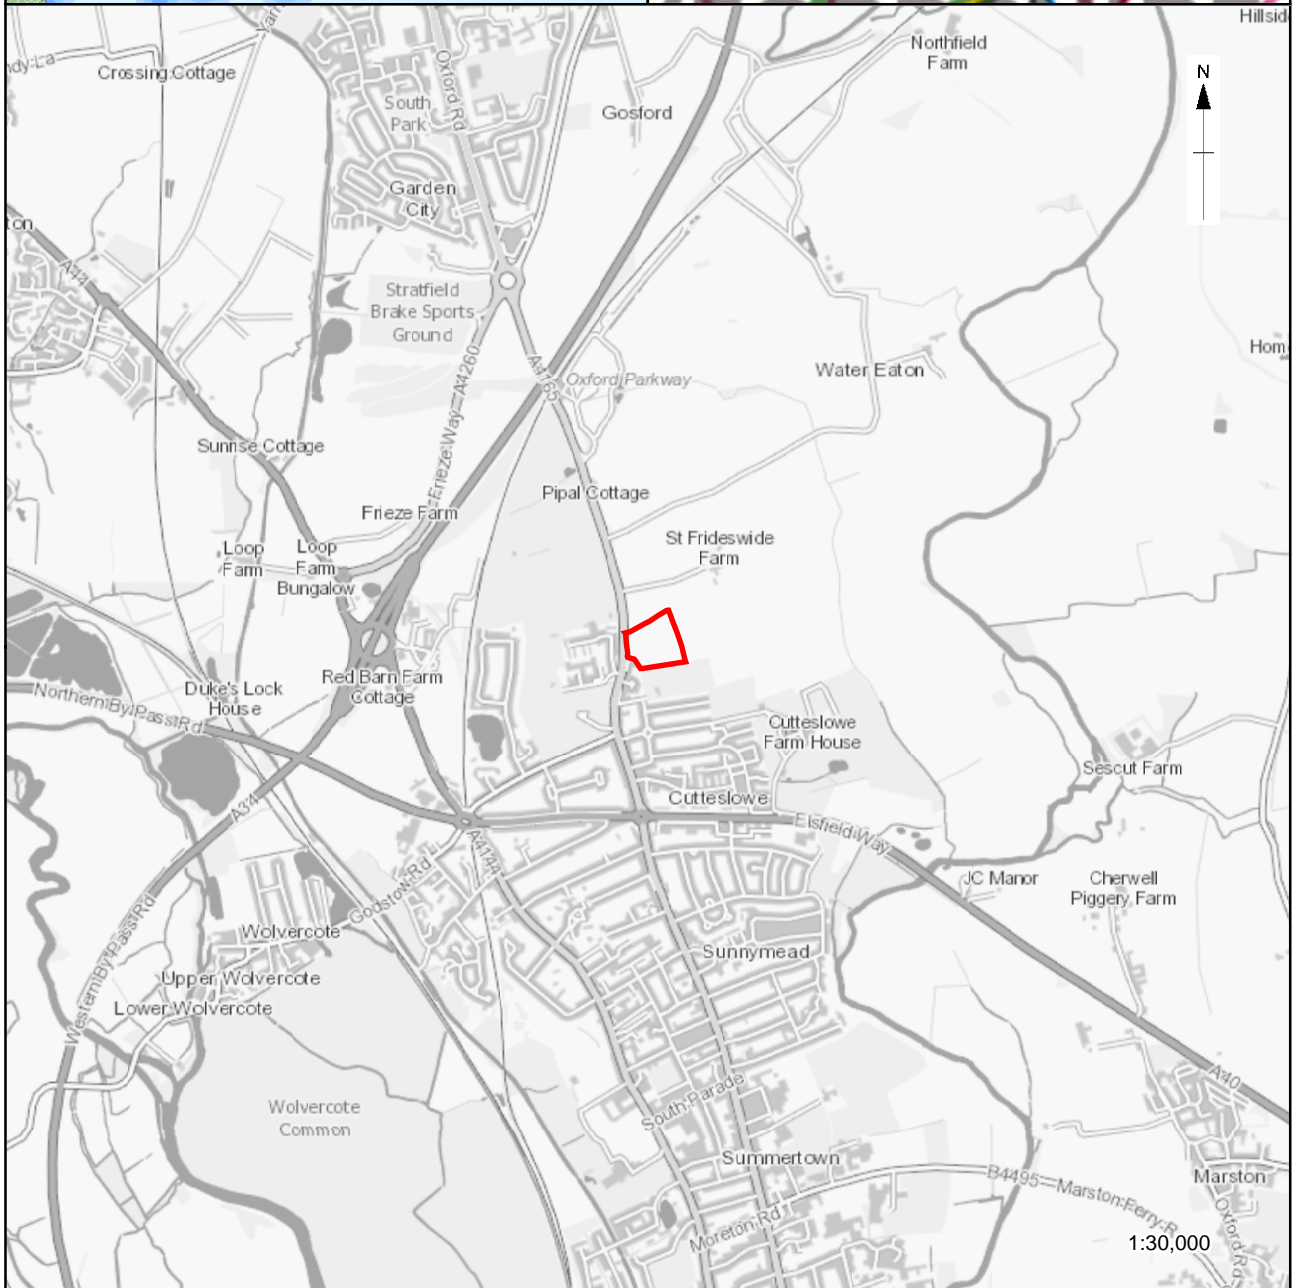 Hillsid
Northfield
Farm
N
Crossing Cottage
Oxford Rd
South
Park
Gosford
Garden
City
ton
A44
Stratfield
Brake Sports
Ground
Hom
A4165
Oxford Parkway
Water Eaton
Frieze Way
A4260
Sunrise Cottage
Pipal Cottage
Frieze Farm
St Frideswide
Farm
Loop
Farm
Loop
Farm
Bungalow
Red Barn Farm
Cottage
Duke's Lock
House
Northern By Pass Rd
Cutteslowe
Farm House
Sescut Farm
Cutteslowe
A34
Elsfield Way
A4144
Godstow Rd
JC Manor
Cherwell
Piggery Farm
Wolvercote
Western By Pass Rd
Sunnymead
Upper Wolvercote
Lower Wolvercote
A40
South Parade
Wolvercote
Common
Summertown
B4495
Marston Ferry R
Marston
Moreton Rd
Oxford Rd
1:30,000